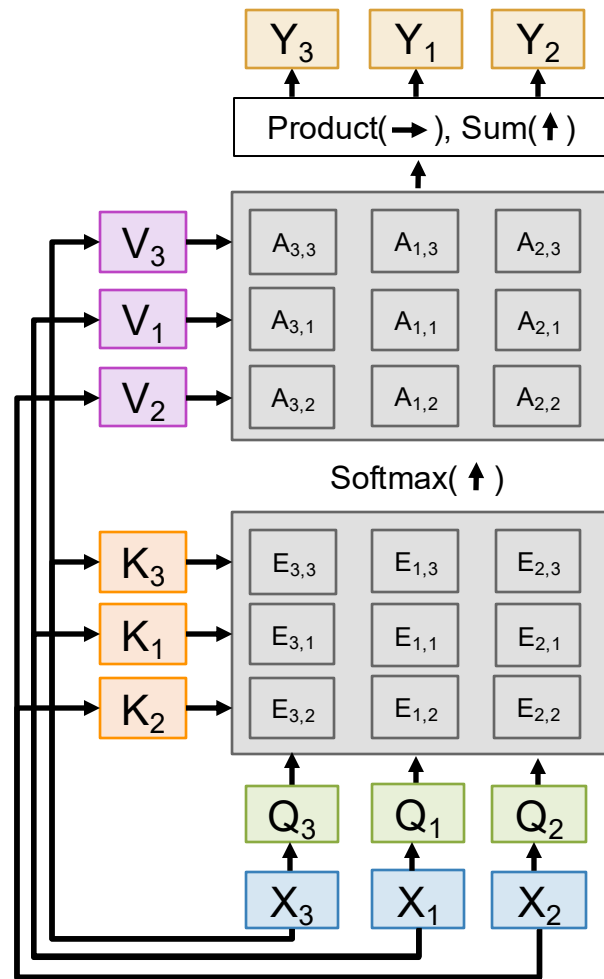 Y₃ Y₁ Y₂
Product(→), Sum(↑)
V₃ A₃,₃ A₁,₃ A₂,₃
V₁ A₃,₁ A₁,₁ A₂,₁
V₂ A₃,₂ A₁,₂ A₂,₂
Softmax(↑)
K₃ E₃,₃ E₁,₃ E₂,₃
K₁ E₃,₁ E₁,₁ E₂,₁
K₂ E₃,₂ E₁,₂ E₂,₂
Q₃ Q₁ Q₂
X₃ X₁ X₂